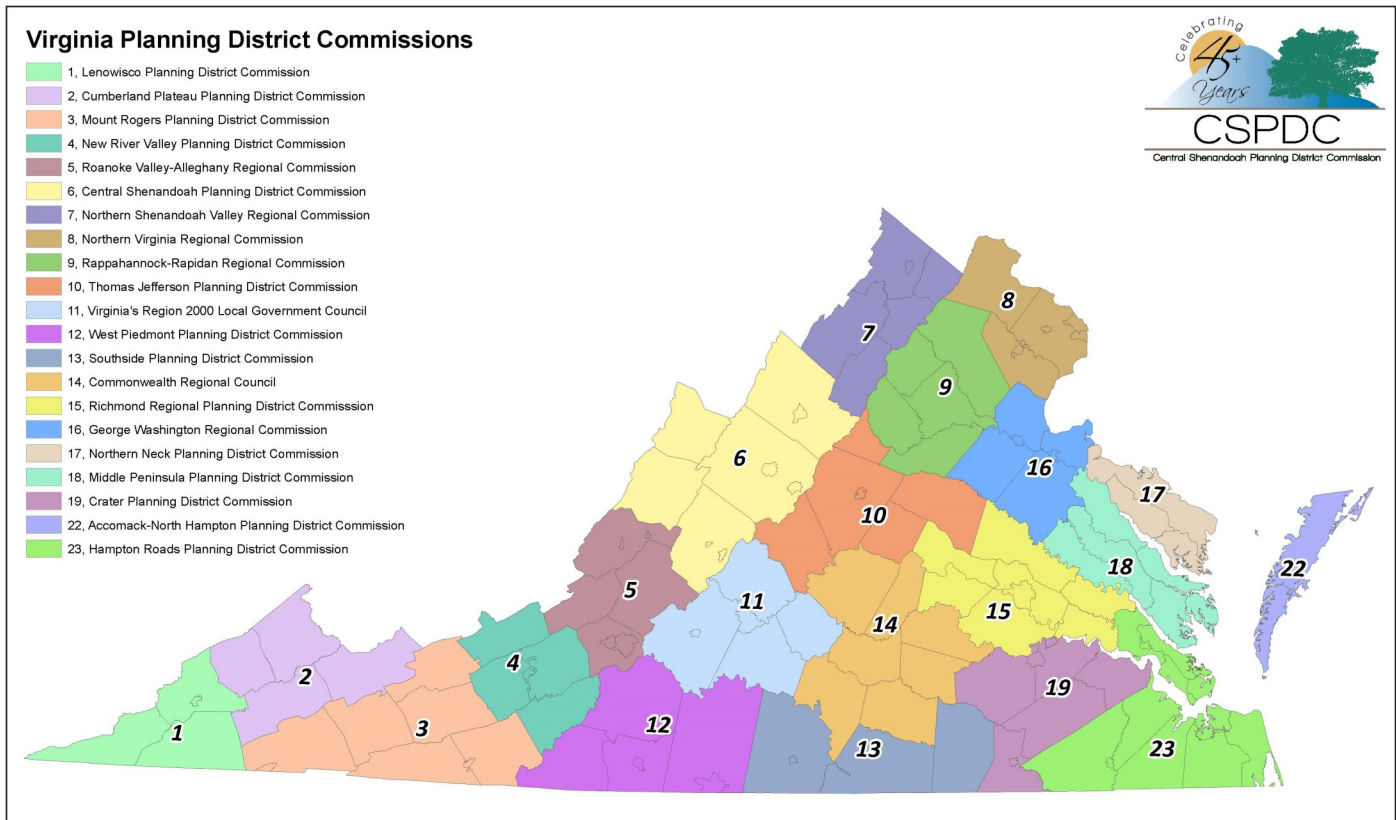 Virginia Planning District Commissions
1, Lenowisco Planning District Commission
2, Cumberland Plateau Planning District Commission
3, Mount Rogers Planning District Commission
4, New River Valley Planning District Commission
5, Roanoke Valley-Alleghany Regional Commission
6, Central Shenandoah Planning District Commission
7, Northern Shenandoah Valley Regional Commission
8, Northern Virginia Regional Commission
9, Rappahannock-Rapidan Regional Commission
10, Thomas Jefferson Planning District Commission
11, Virginia's Region 2000 Local Government Council
12, West Piedmont Planning District Commission
13, Southside Planning District Commission
14, Commonwealth Regional Council
15, Richmond Regional Planning District Commisssion
16, George Washington Regional Commission
17, Northern Neck Planning District Commission
18, Middle Peninsula Planning District Commission
19, Crater Planning District Commission
22, Accomack-North Hampton Planning District Commission
23, Hampton Roads Planning District Commission
Celebrating
45+
Years
CSPDC
Central Shenandoah Planning District Commission
8
7
9
6
16
17
10
18
22
5
11
15
14
4
2
19
12
3
1
13
23